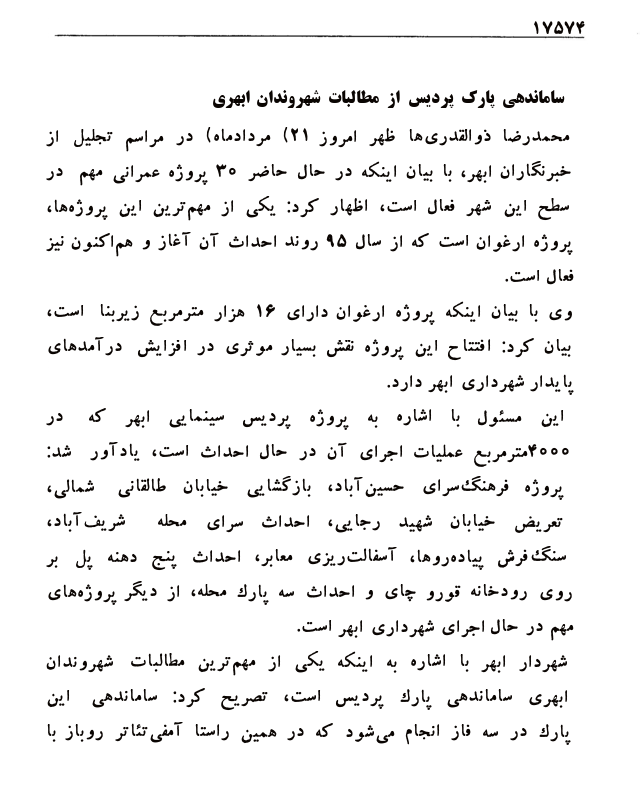 ۱۷۵۷۴
ساماندهی پارک پردیس از مطالبات شهروندان ابهری
محمدرضا ذوالقدری‌ها ظهر امروز ۲۱) مردادماه) در مراسم تجلیل از
خبرنگاران ابهر، با بیان اینکه در حال حاضر ۳۰ پروژه عمرانی مهم در
سطح این شهر فعال است، اظهار کرد: یکی از مهم‌ترین این پروژه‌ها،
پروژه ارغوان است که از سال ۹۵ روند احداث آن آغاز و هم‌اکنون نیز
فعال است.
وی با بیان اینکه پروژه ارغوان دارای ۱۶ هزار مترمربع زیربنا است،
بیان کرد: افتتاح این پروژه نقش بسیار موثری در افزایش درآمدهای
پایدار شهرداری ابهر دارد.
این مسئول با اشاره به پروژه پردیس سینمایی ابهر که در
۴۰۰۰مترمربع عملیات اجرای آن در حال احداث است، یادآور شد:
پروژه فرهنگ‌سرای حسین‌آباد، بازگشایی خیابان طالقانی شمالی،
تعریض خیابان شهید رجایی، احداث سرای محله شریف‌آباد،
سنگ‌فرش پیاده‌روها، آسفالت‌ریزی معابر، احداث پنج دهنه پل بر
روی رودخانه قورو چای و احداث سه پارك محله، از دیگر پروژه‌های
مهم در حال اجرای شهرداری ابهر است.
شهردار ابهر با اشاره به اینکه یکی از مهم‌ترین مطالبات شهروندان
ابهری ساماندهی پارك پردیس است، تصریح کرد: ساماندهی این
پارك در سه فاز انجام می‌شود که در همین راستا آمفی‌تئاتر روباز با